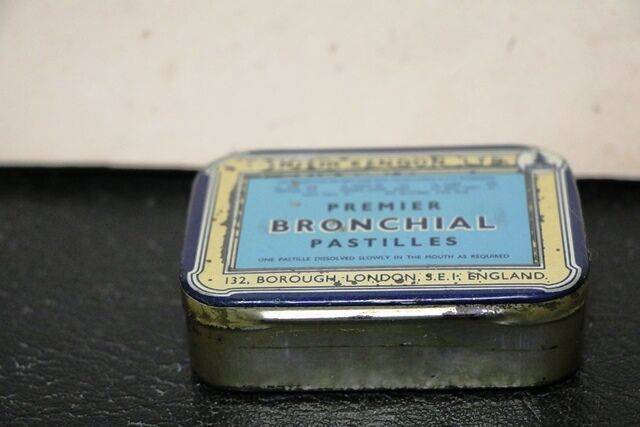 PREMIER
BRONCHIAL
PASTILLES
ONE PASTILLE DISSOLVED SLOWLY IN THE MOUTH AS REQUIRED
132, BOROUGH, LONDON, S.E.1. ENGLAND.